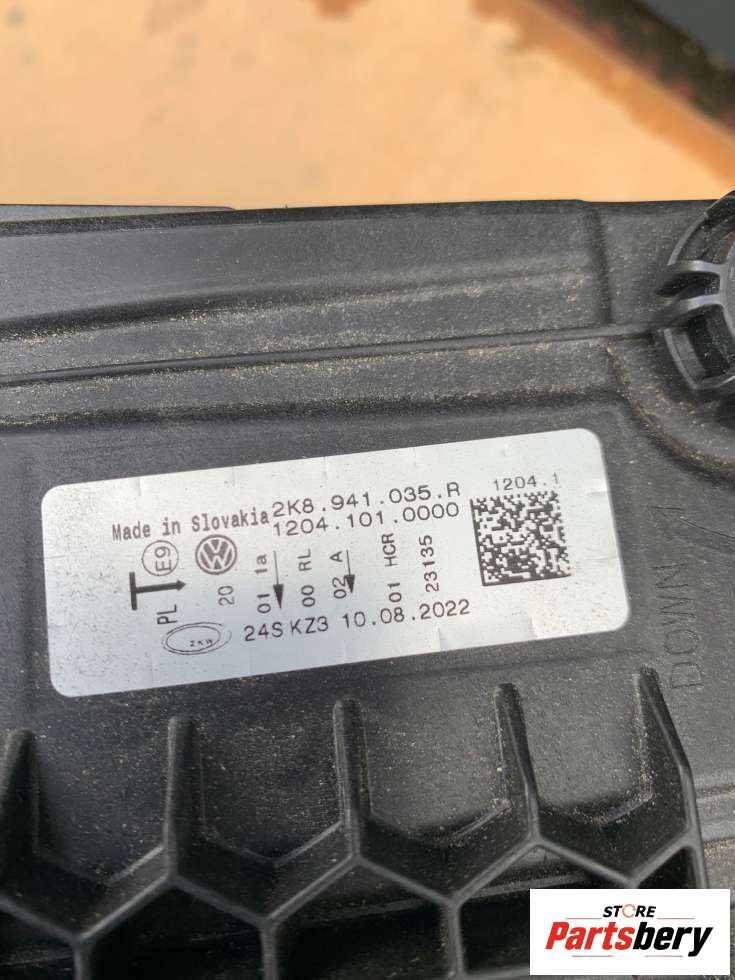 2K8.941.035.R
1204.1
Made in Slovakia
1204.101.0000
E9
PL
20
01 1a
00 RL
02 A
01 HCR
23135
ZKW
24S KZ3 10.08.2022
DOWN
STORE
Partsbery